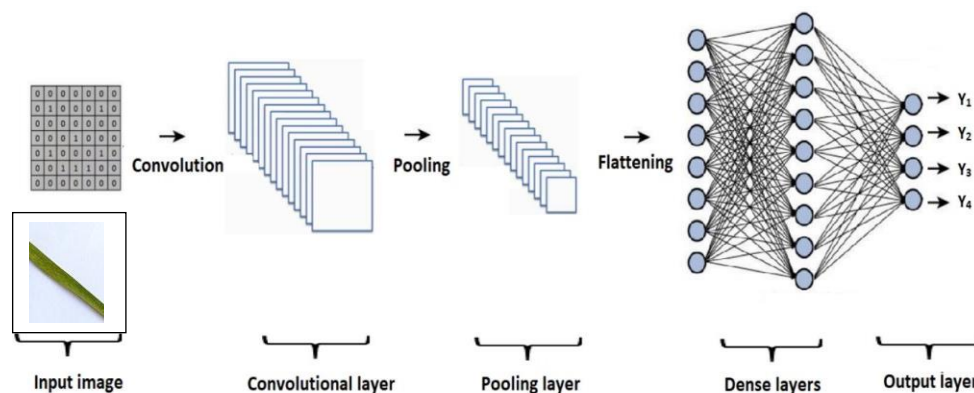 0 0 0 0 0 0 0
0 1 0 0 0 1 0
0 0 0 0 0 0 0
0 0 0 1 0 0 0
0 1 0 0 0 1 0
0 0 1 1 1 0 0
0 0 0 0 0 0 0
Convolution
Pooling
Flattening
Y₁
Y₂
Y₃
Y₄
Input image
Convolutional layer
Pooling layer
Dense layers
Output layer